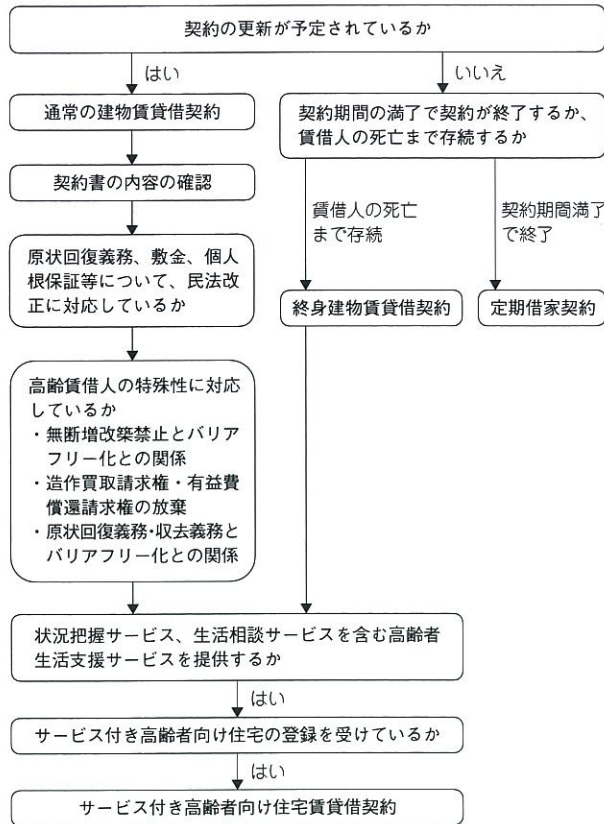 契約の更新が予定されているか
はい
いいえ
通常の建物賃貸借契約
契約期間の満了で契約が終了するか、
賃借人の死亡まで存続するか
契約書の内容の確認
賃借人の死亡
まで存続
契約期間満了
で終了
原状回復義務、敷金、個人
根保証等について、民法改
正に対応しているか
終身建物賃貸借契約
定期借家契約
高齢賃借人の特殊性に対応
しているか
・無断増改築禁止とバリア
フリー化との関係
・造作買取請求権・有益費
償還請求権の放棄
・原状回復義務・収去義務と
バリアフリー化との関係
状況把握サービス、生活相談サービスを含む高齢者
生活支援サービスを提供するか
はい
サービス付き高齢者向け住宅の登録を受けているか
はい
サービス付き高齢者向け住宅賃貸借契約